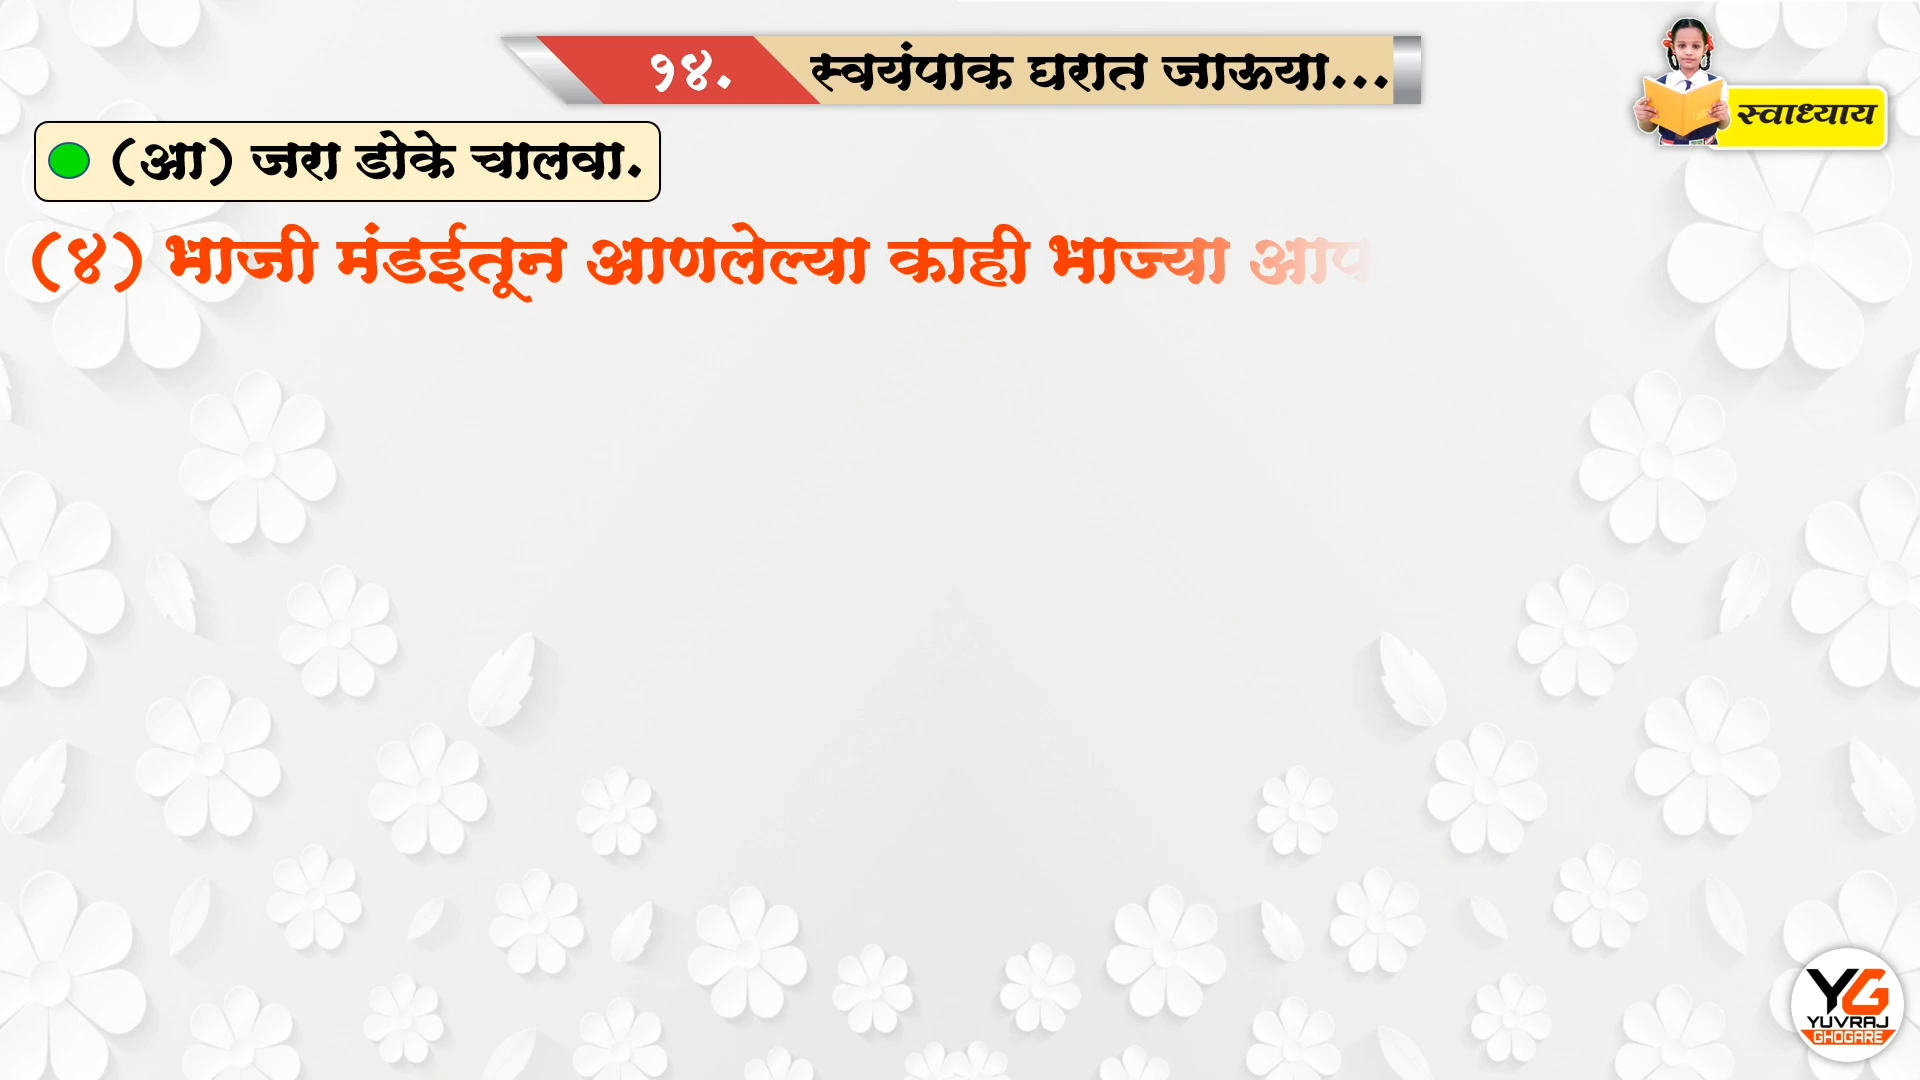 १४. स्वयंपाक घरात जाऊया...
स्वाध्याय
(आ) जरा डोके चालवा.
(४) भाजी मंडईतून आणलेल्या काही भाज्या
YUVRAJ
GHOGARE